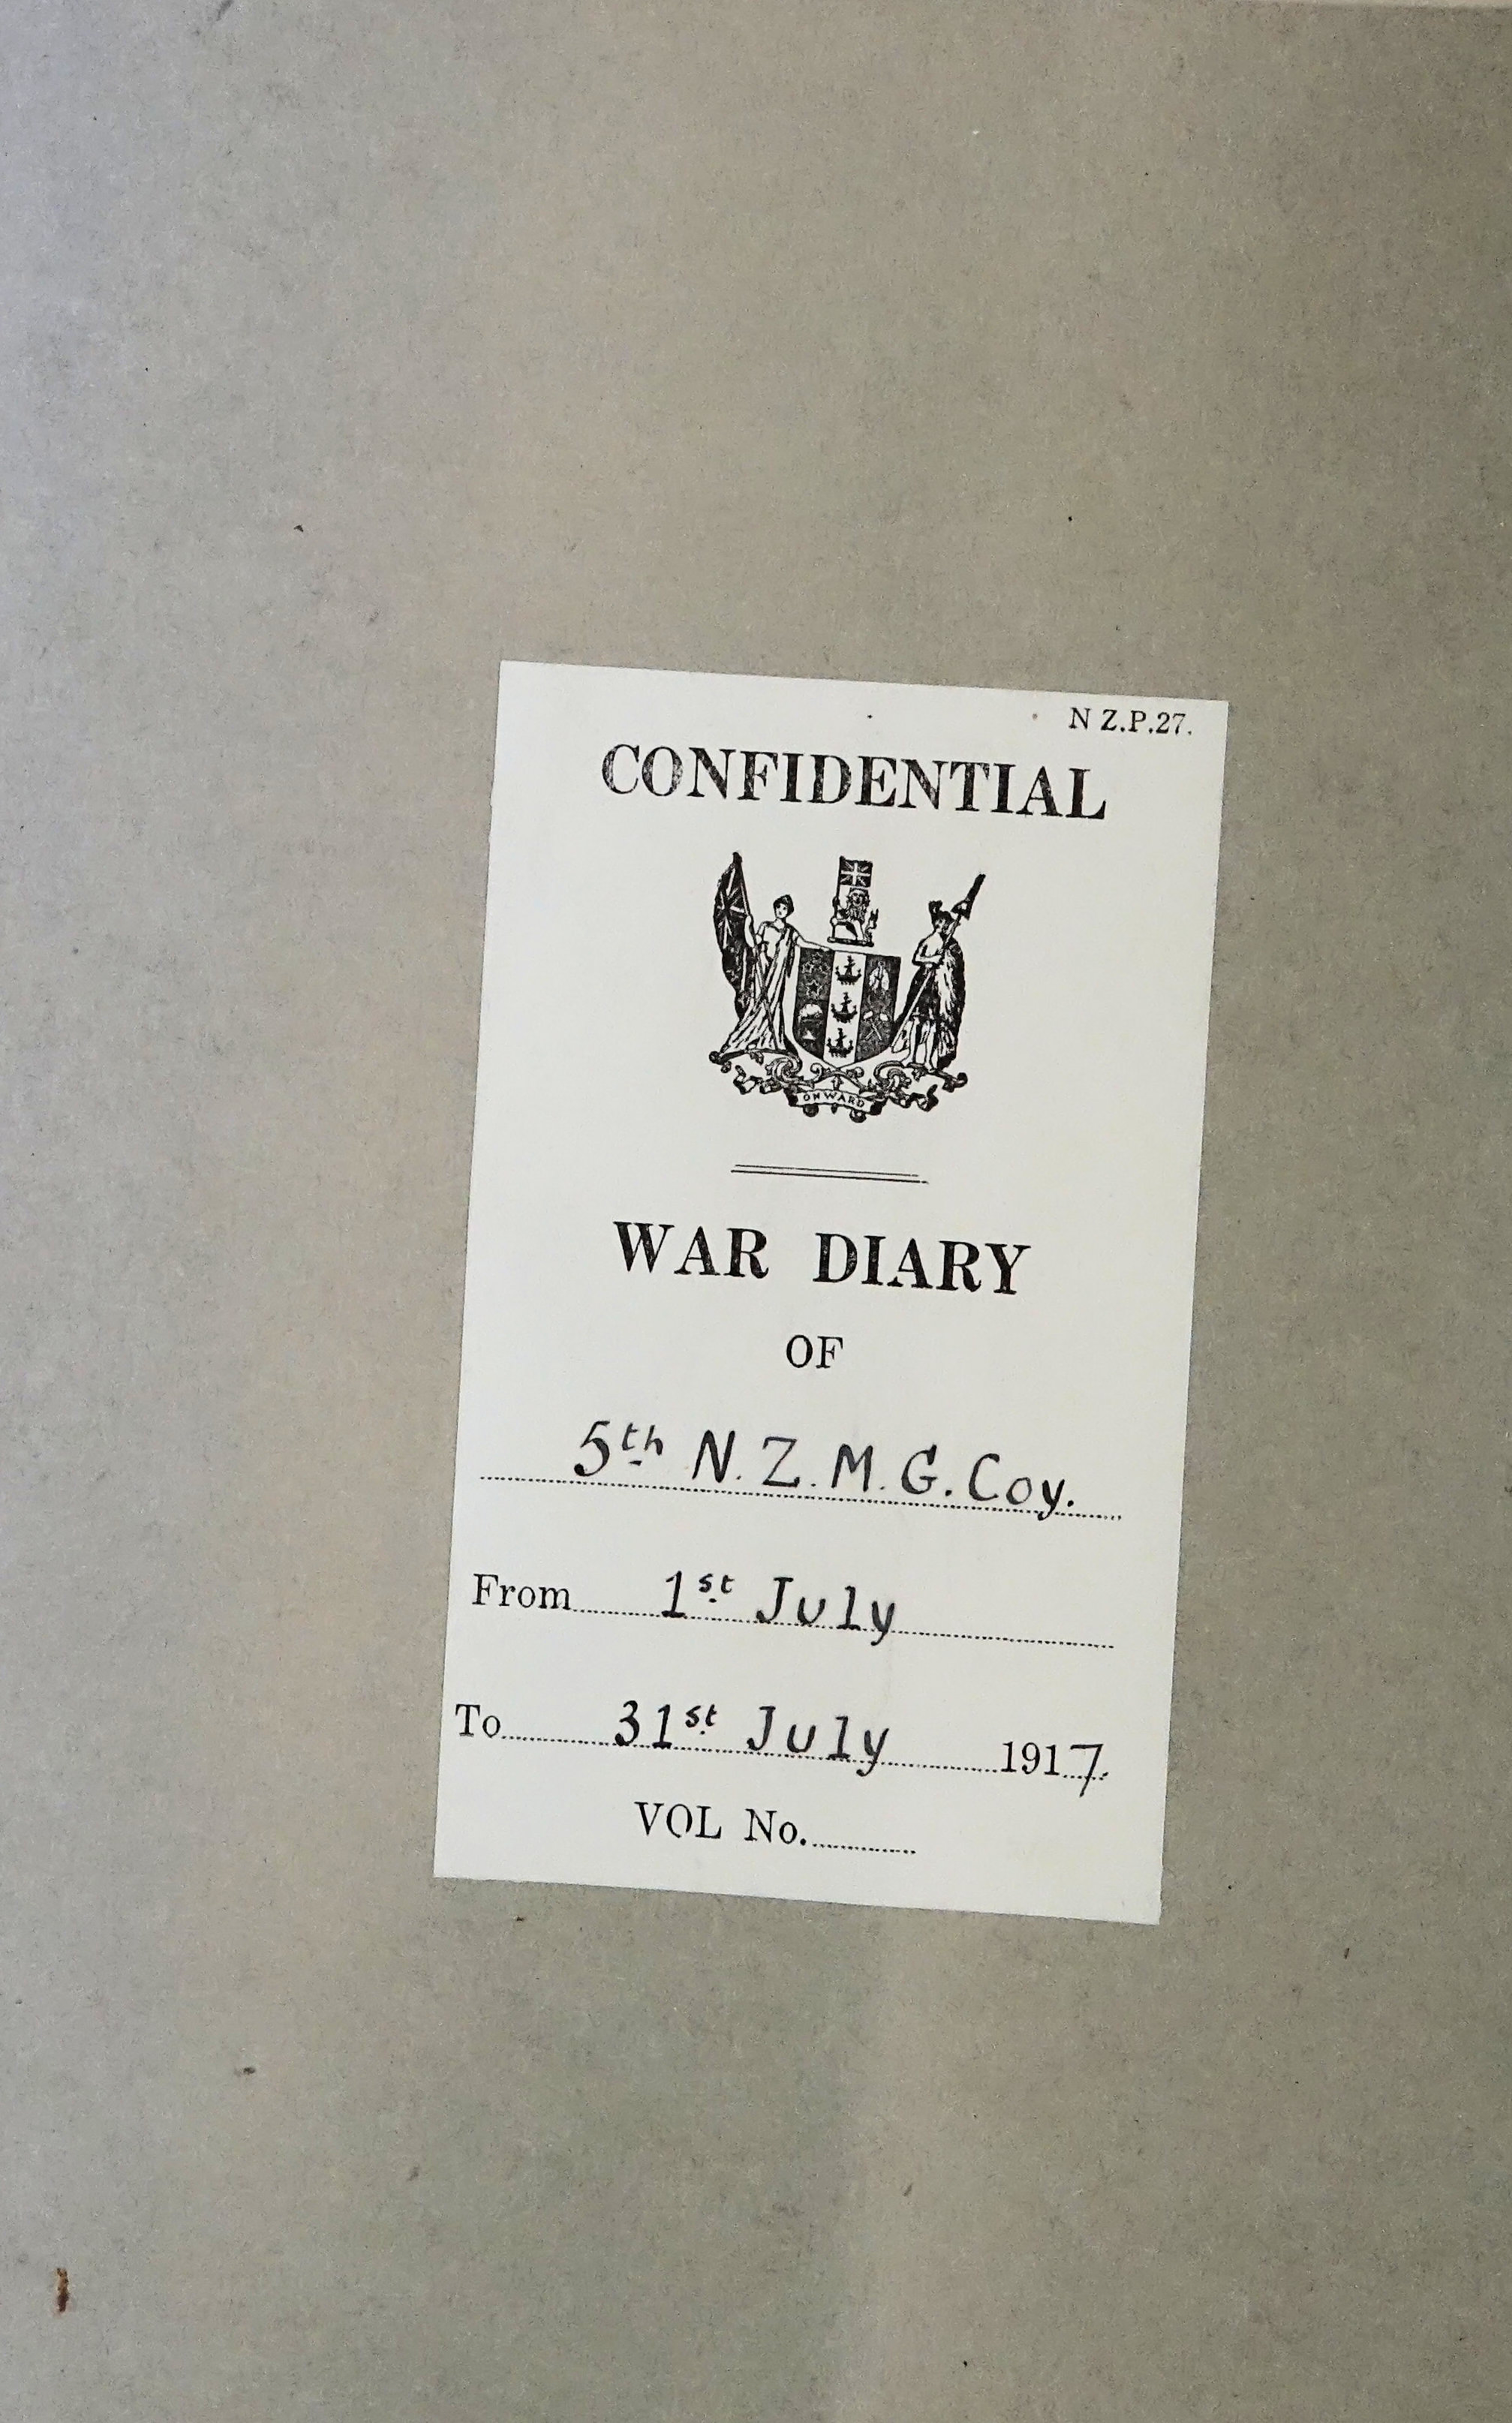 N Z.P.27.
CONFIDENTIAL
ONWARD
WAR DIARY
OF
5th N.Z.M.G.Coy.
From 1st July
To 31st July 1917.
VOL No.